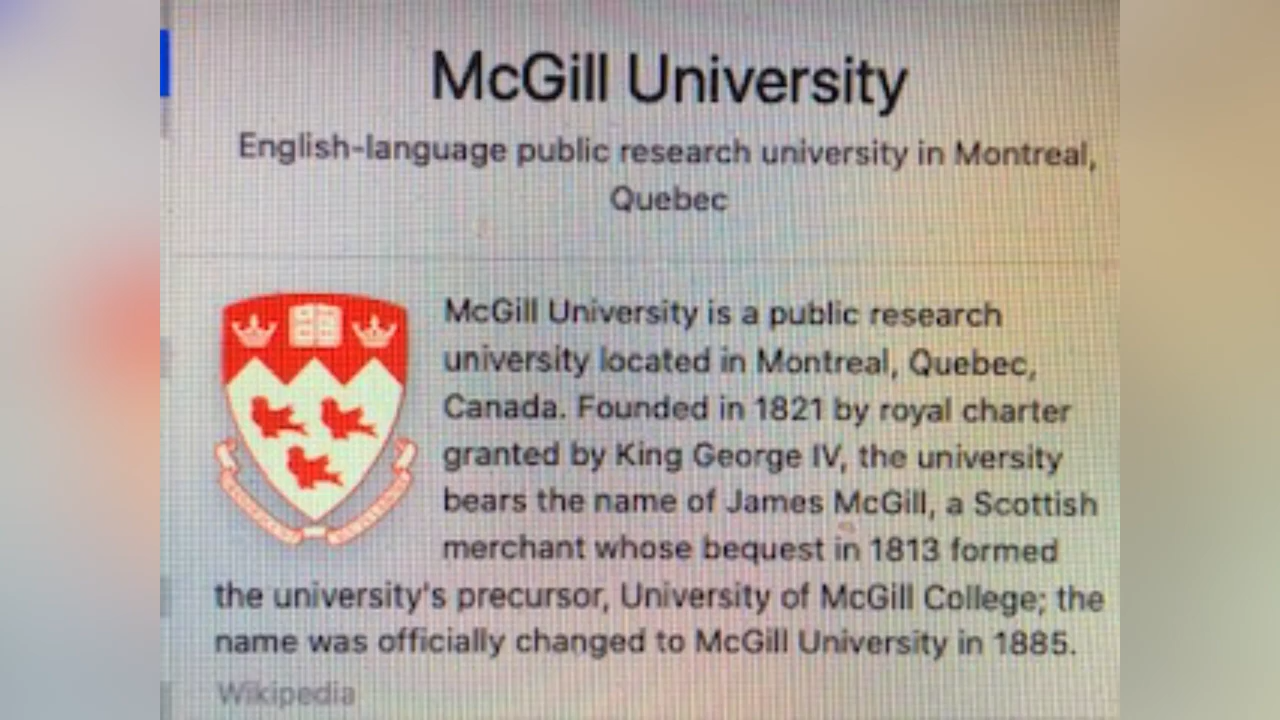 McGill University
English-language public research university in Montreal,
Quebec
McGill University is a public research
university located in Montreal, Quebec,
Canada. Founded in 1821 by royal charter
granted by King George IV, the university
bears the name of James McGill, a Scottish
merchant whose bequest in 1813 formed
the university's precursor, University of McGill College; the
name was officially changed to McGill University in 1885.
Wikipedia